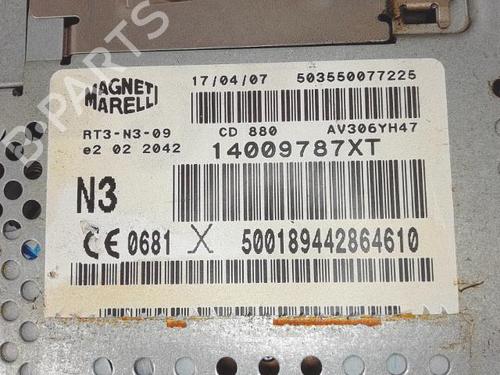 B-PARTS
MAGNETI
MARELLI
17/04/07 503550077225
RT3-N3-09 CD 880 AV306YH47
e2 02 2042 14009787XT
N3
CE 0681 X 500189442864610